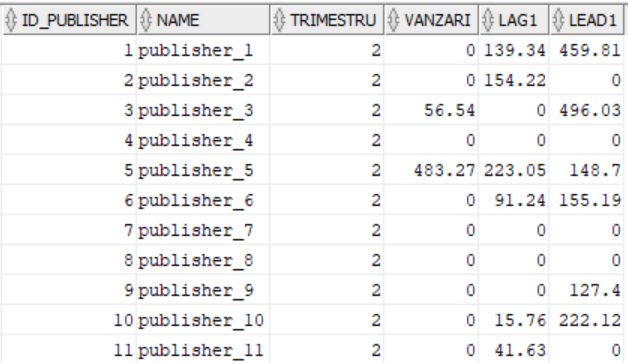 ID_PUBLISHER NAME TRIMESTRU VANZARI LAG1 LEAD1
1 publisher_1 2 0 139.34 459.81
2 publisher_2 2 0 154.22 0
3 publisher_3 2 56.54 0 496.03
4 publisher_4 2 0 0 0
5 publisher_5 2 483.27 223.05 148.7
6 publisher_6 2 0 91.24 155.19
7 publisher_7 2 0 0 0
8 publisher_8 2 0 0 0
9 publisher_9 2 0 0 127.4
10 publisher_10 2 0 15.76 222.12
11 publisher_11 2 0 41.63 0